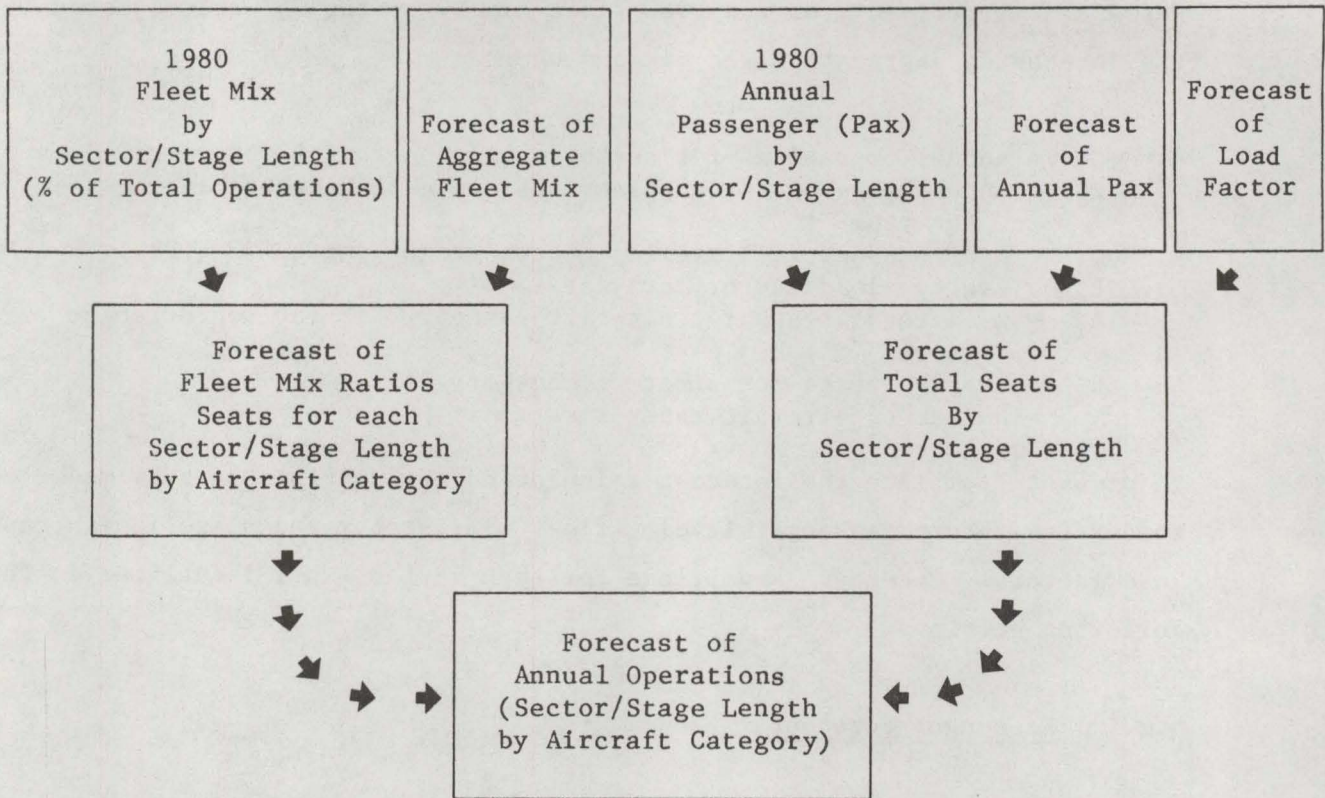 1980
Fleet Mix
by
Sector/Stage Length
(% of Total Operations)
Forecast of
Aggregate
Fleet Mix
1980
Annual
Passenger (Pax)
by
Sector/Stage Length
Forecast
of
Annual Pax
Forecast
of
Load
Factor
Forecast of
Fleet Mix Ratios
Seats for each
Sector/Stage Length
by Aircraft Category
Forecast of
Total Seats
By
Sector/Stage Length
Forecast of
Annual Operations
(Sector/Stage Length
by Aircraft Category)